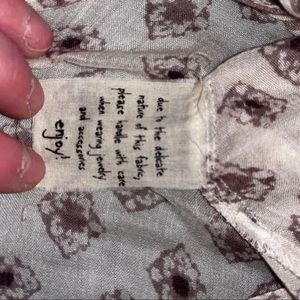 due to the delicate
nature of this fabric,
please handle with care
when wearing jewelry
and accessories
enjoy!